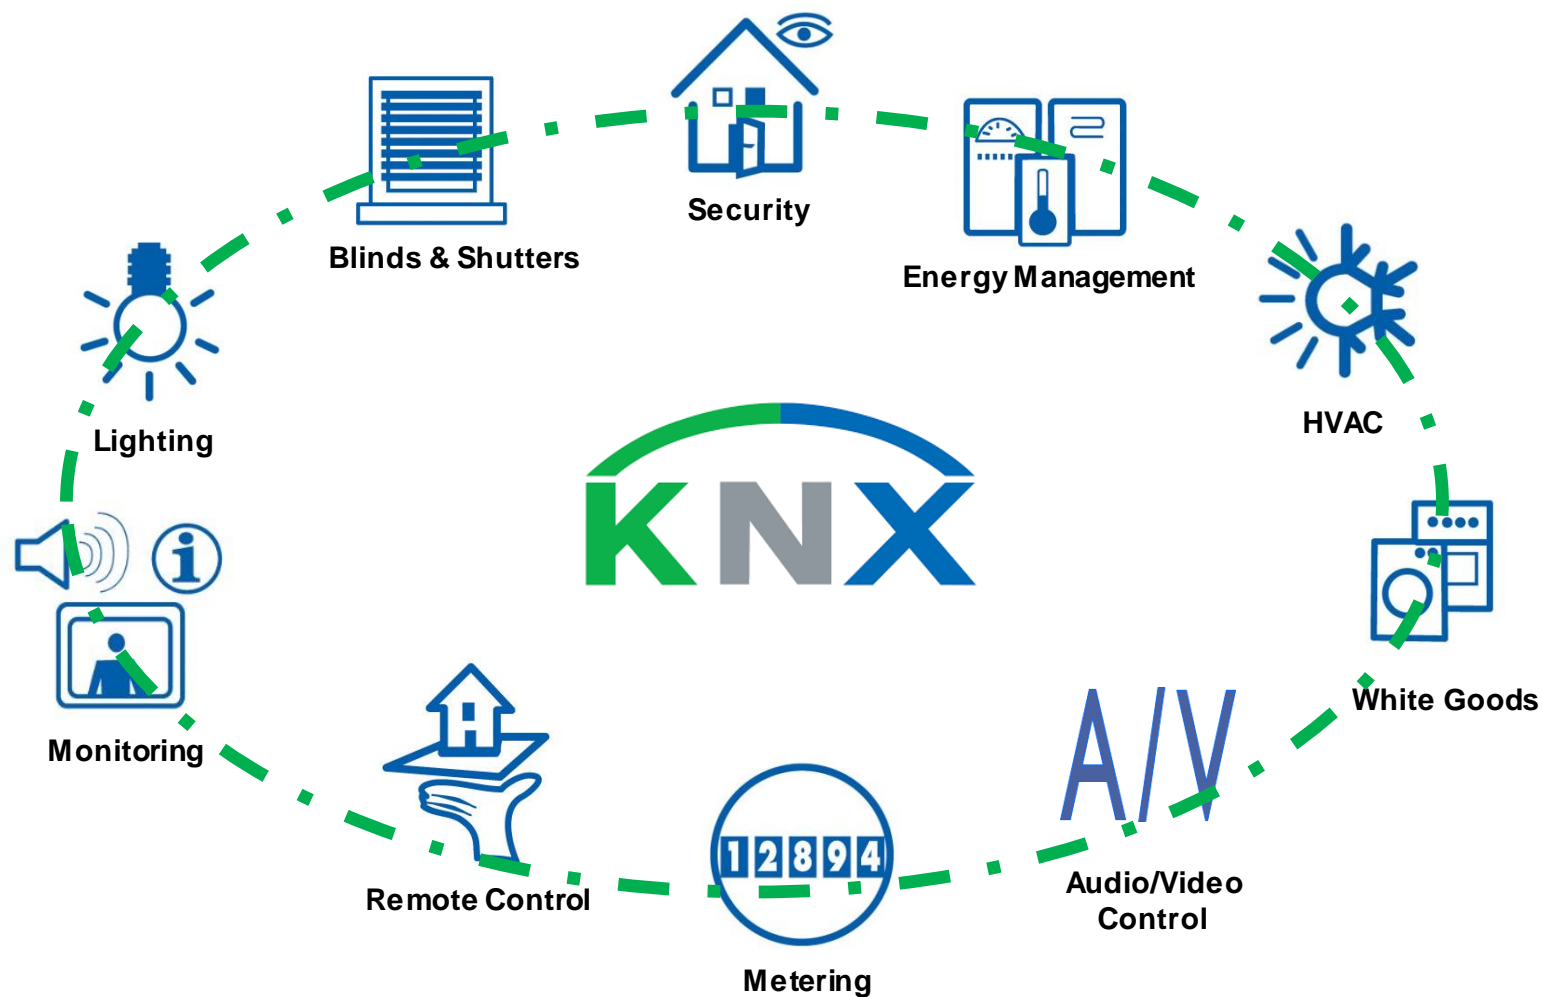 Security
Blinds & Shutters
Energy Management
HVAC
Lighting
KNX
i
White Goods
Monitoring
A/V
12894
Remote Control
Audio/Video
Control
Metering